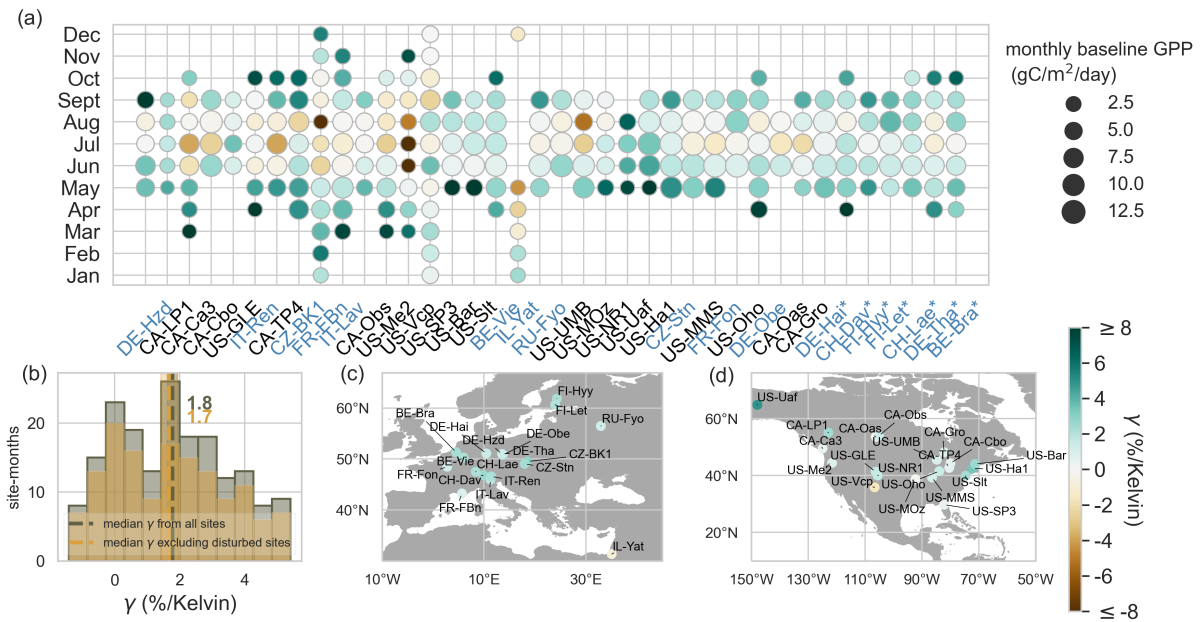 (a)
Dec
Nov
Oct
Sept
Aug
Jul
Jun
May
Apr
Mar
Feb
Jan
monthly baseline GPP
(gC/m²/day)
2.5
5.0
7.5
10.0
12.5
DE-Hzd
CA-LP1
CA-Ca3
CA-Cbo
US-GLE
IT-Ren
CA-TP4
CZ-BK1
FR-FBn
IT-Lav
CA-Obs
US-Me2
US-Vcp
US-SP3
US-Bar
US-Slt
BE-Vie
IL-Yat
RU-Fyo
US-UMB
US-MOz
US-NR1
US-Uaf
US-Ha1
CZ-Stn
US-MMS
FR-Fon
US-Oho
DE-Obe
CA-Oas
CA-Gro
DE-Hai*
CH-Dav*
FI-Hyy*
FI-Let*
CH-Lae*
DE-Tha*
BE-Bra*
(b)
site-months
20
10
0
1.8
1.7
median γ from all sites
median γ excluding disturbed sites
0
2
4
γ (%/Kelvin)
(c)
60°N
50°N
40°N
10°W
10°E
30°E
FI-Hyy
FI-Let
RU-Fyo
BE-Bra
DE-Hai
DE-Hzd
DE-Obe
DE-Tha
CZ-BK1
BE-Vie
CH-Lae
CZ-Stn
FR-Fon
CH-Dav
IT-Ren
IT-Lav
FR-FBn
IL-Yat
(d)
60°N
40°N
20°N
150°W
130°W
110°W
90°W
70°W
50°W
US-Uaf
CA-Obs
CA-LP1
CA-Oas
CA-Gro
CA-Ca3
US-UMB
CA-Cbo
US-GLE
CA-TP4
US-Bar
US-Me2
US-NR1
US-Ha1
US-Vcp
US-Oho
US-Slt
US-MMS
US-MOz
US-SP3
≥ 8
6
4
2
0
-2
-4
-6
≤ -8
γ (%/Kelvin)